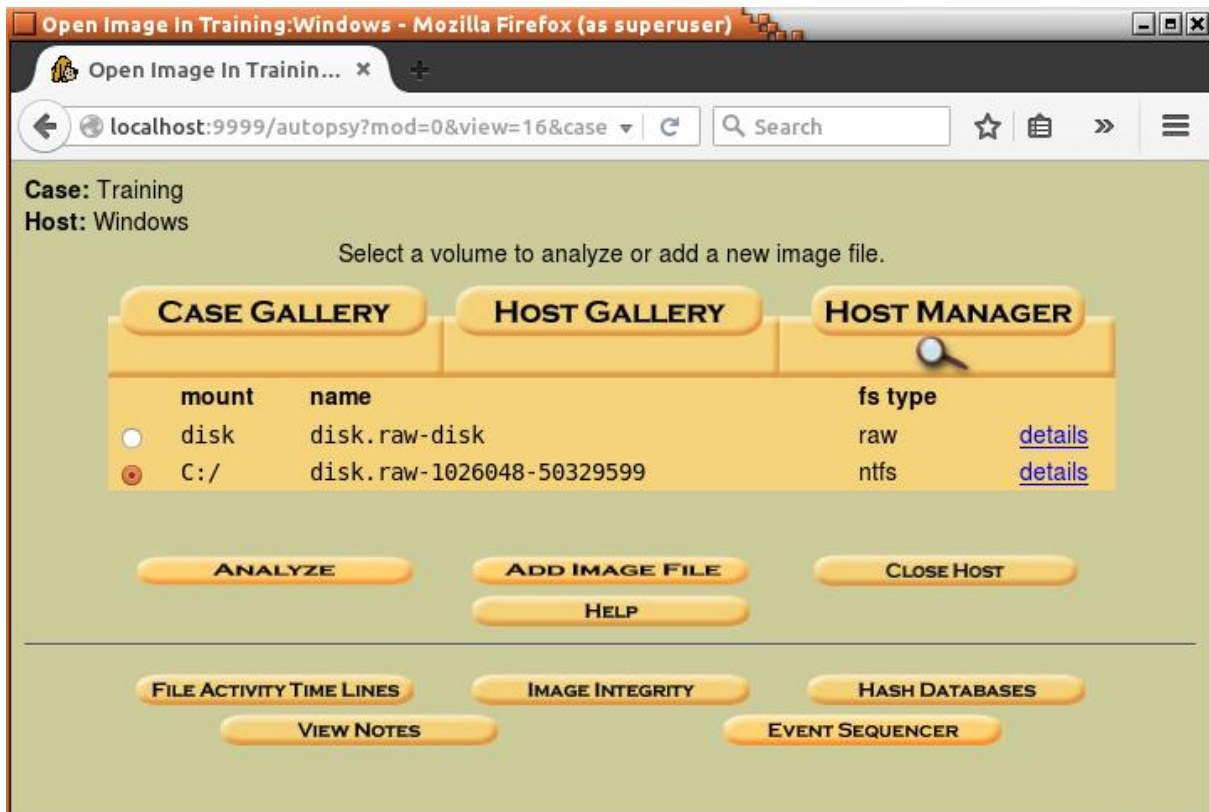 Open Image In Training:Windows - Mozilla Firefox (as superuser)
Open Image In Trainin...
localhost:9999/autopsy?mod=0&view=16&case
Search
Case: Training
Host: Windows
Select a volume to analyze or add a new image file.
CASE GALLERY HOST GALLERY HOST MANAGER
mount name fs type
disk disk.raw-disk raw details
C:/ disk.raw-1026048-50329599 ntfs details
ANALYZE ADD IMAGE FILE CLOSE HOST
HELP
FILE ACTIVITY TIME LINES IMAGE INTEGRITY HASH DATABASES
VIEW NOTES EVENT SEQUENCER